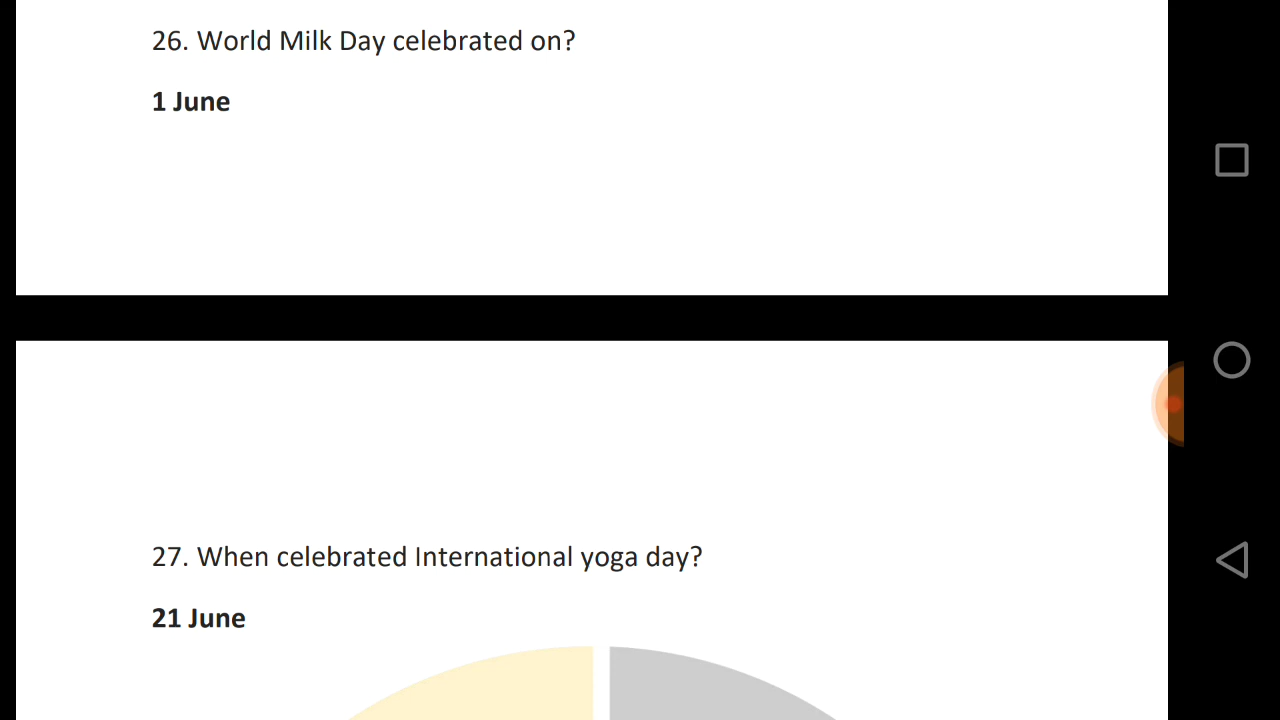 26. World Milk Day celebrated on?
1 June
27. When celebrated International yoga day?
21 June